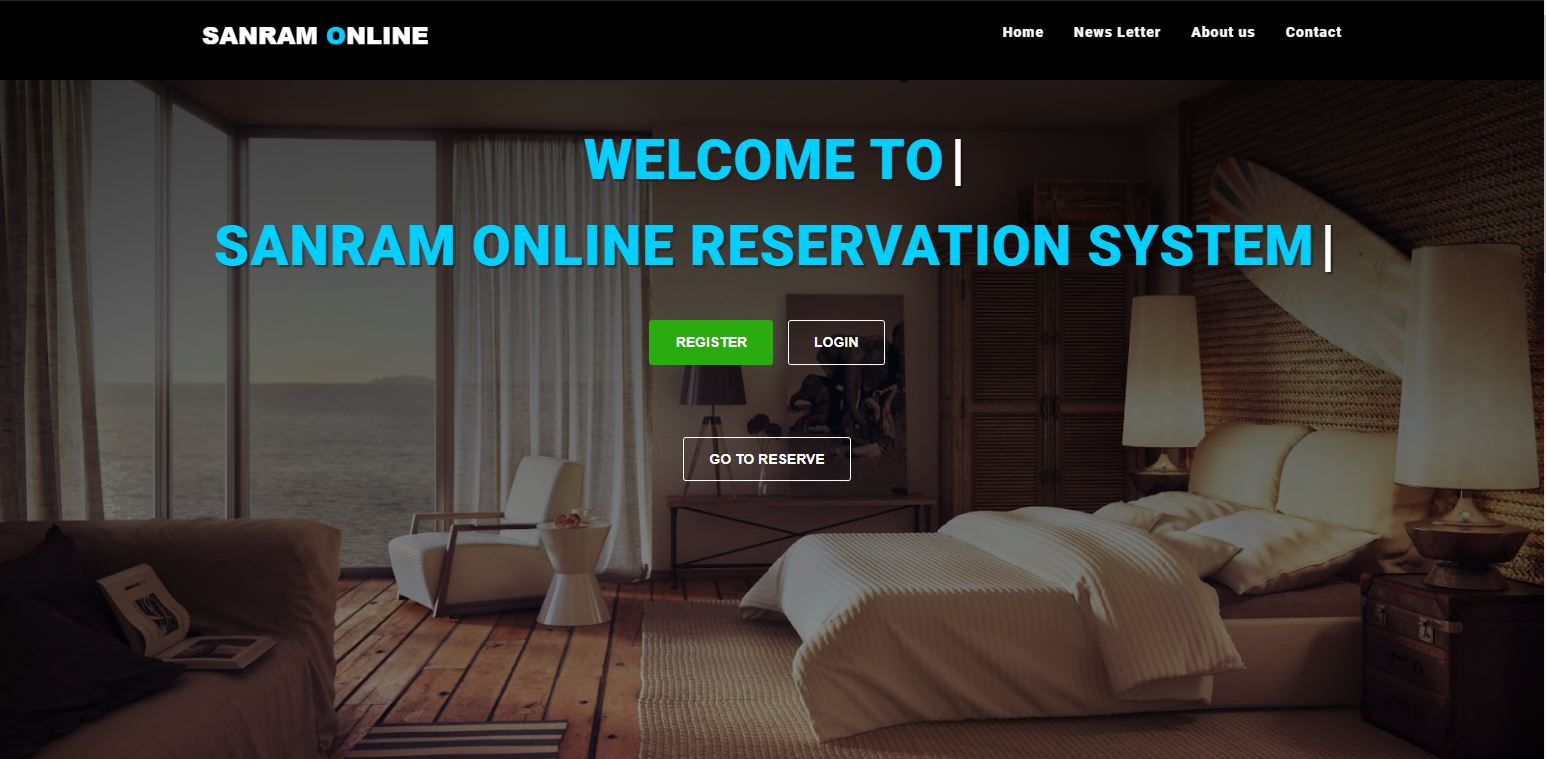 SANRAM ONLINE
Home News Letter About us Contact
WELCOME TO|
SANRAM ONLINE RESERVATION SYSTEM|
REGISTER LOGIN
GO TO RESERVE